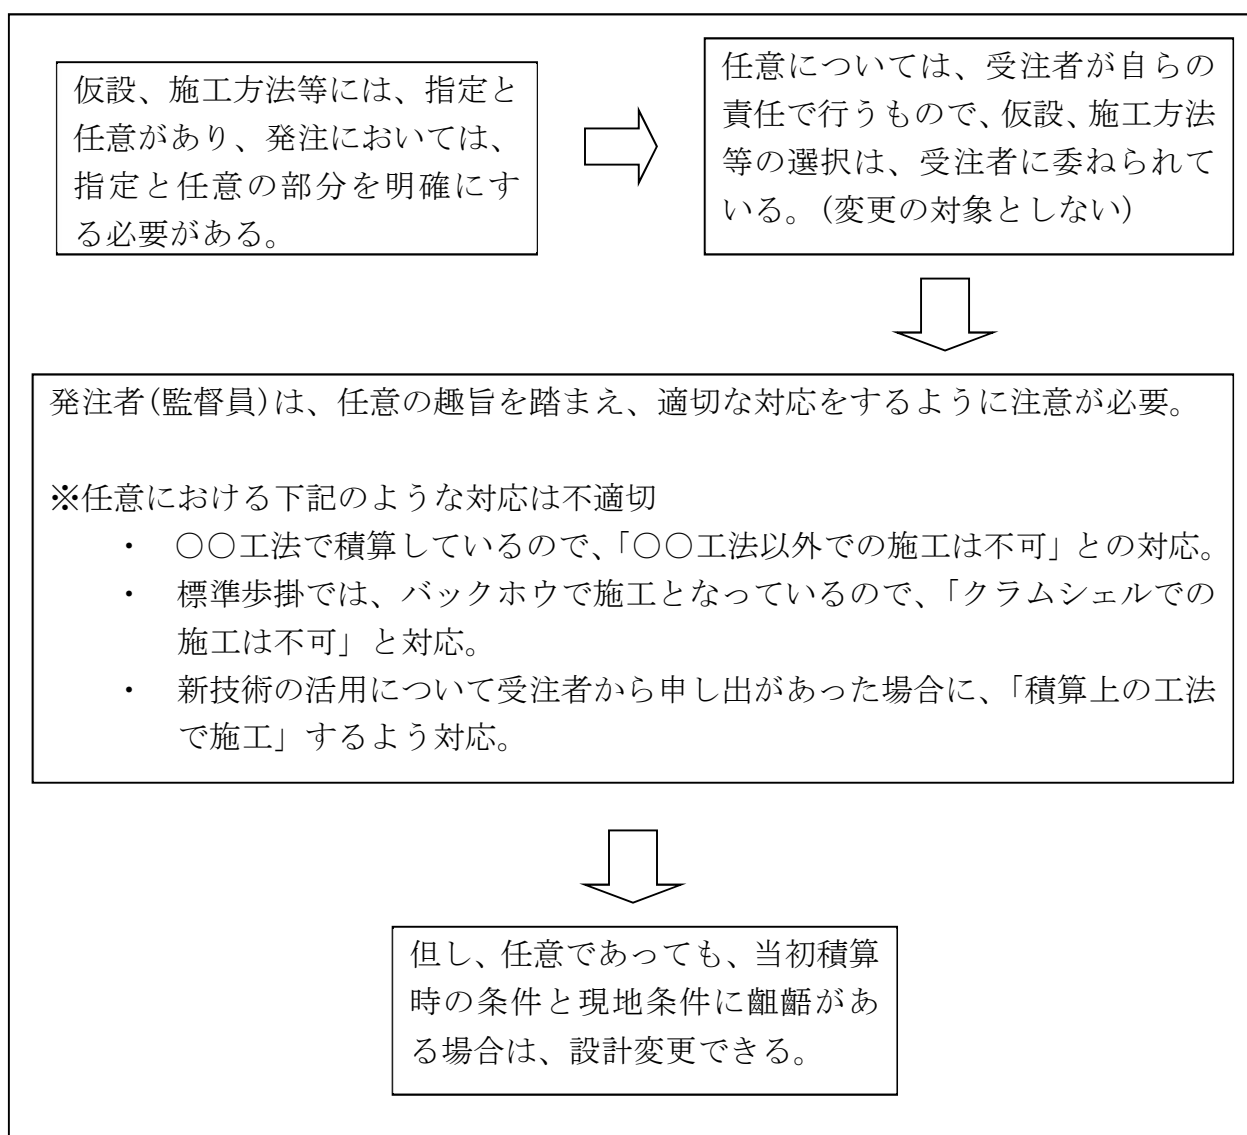 仮設、施工方法等には、指定と
任意があり、発注においては、
指定と任意の部分を明確にす
る必要がある。
任意については、受注者が自らの
責任で行うもので、仮設、施工方法
等の選択は、受注者に委ねられて
いる。(変更の対象としない)
発注者(監督員)は、任意の趣旨を踏まえ、適切な対応をするように注意が必要。
※任意における下記のような対応は不適切
・ ○○工法で積算しているので、「○○工法以外での施工は不可」との対応。
・ 標準歩掛では、バックホウで施工となっているので、「クラムシェルでの
施工は不可」と対応。
・ 新技術の活用について受注者から申し出があった場合に、「積算上の工法
で施工」するよう対応。
但し、任意であっても、当初積算
時の条件と現地条件に齟齬があ
る場合は、設計変更できる。